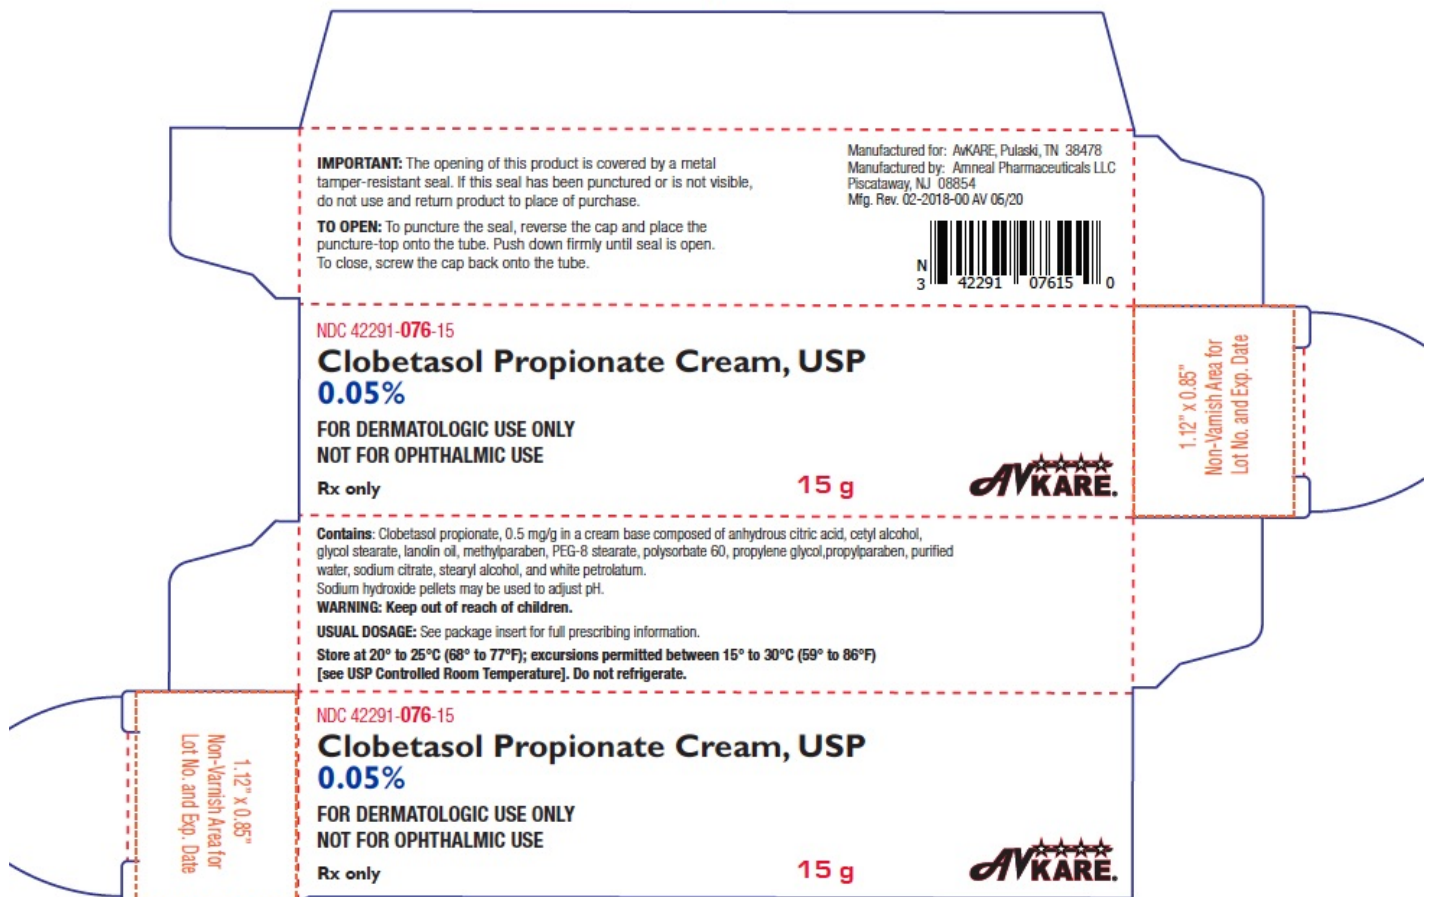 IMPORTANT: The opening of this product is covered by a metal
tamper-resistant seal. If this seal has been punctured or is not visible,
do not use and return product to place of purchase.
TO OPEN: To puncture the seal, reverse the cap and place the
puncture-top onto the tube. Push down firmly until seal is open.
To close, screw the cap back onto the tube.
Manufactured for: AvKARE, Pulaski, TN 38478
Manufactured by: Amneal Pharmaceuticals LLC
Piscataway, NJ 08854
Mfg. Rev. 02-2018-00 AV 06/20
N
3 42291 07615 0
NDC 42291-076-15
Clobetasol Propionate Cream, USP
0.05%
FOR DERMATOLOGIC USE ONLY
NOT FOR OPHTHALMIC USE
Rx only
15 g
AVKARE.
1.12" x 0.85"
Non-Varnish Area for
Lot No. and Exp. Date
Contains: Clobetasol propionate, 0.5 mg/g in a cream base composed of anhydrous citric acid, cetyl alcohol,
glycol stearate, lanolin oil, methylparaben, PEG-8 stearate, polysorbate 60, propylene glycol,propylparaben, purified
water, sodium citrate, stearyl alcohol, and white petrolatum.
Sodium hydroxide pellets may be used to adjust pH.
WARNING: Keep out of reach of children.
USUAL DOSAGE: See package insert for full prescribing information.
Store at 20° to 25°C (68° to 77°F); excursions permitted between 15° to 30°C (59° to 86°F)
[see USP Controlled Room Temperature]. Do not refrigerate.
1.12" x 0.85"
Non-Varnish Area for
Lot No. and Exp. Date
NDC 42291-076-15
Clobetasol Propionate Cream, USP
0.05%
FOR DERMATOLOGIC USE ONLY
NOT FOR OPHTHALMIC USE
Rx only
15 g
AVKARE.